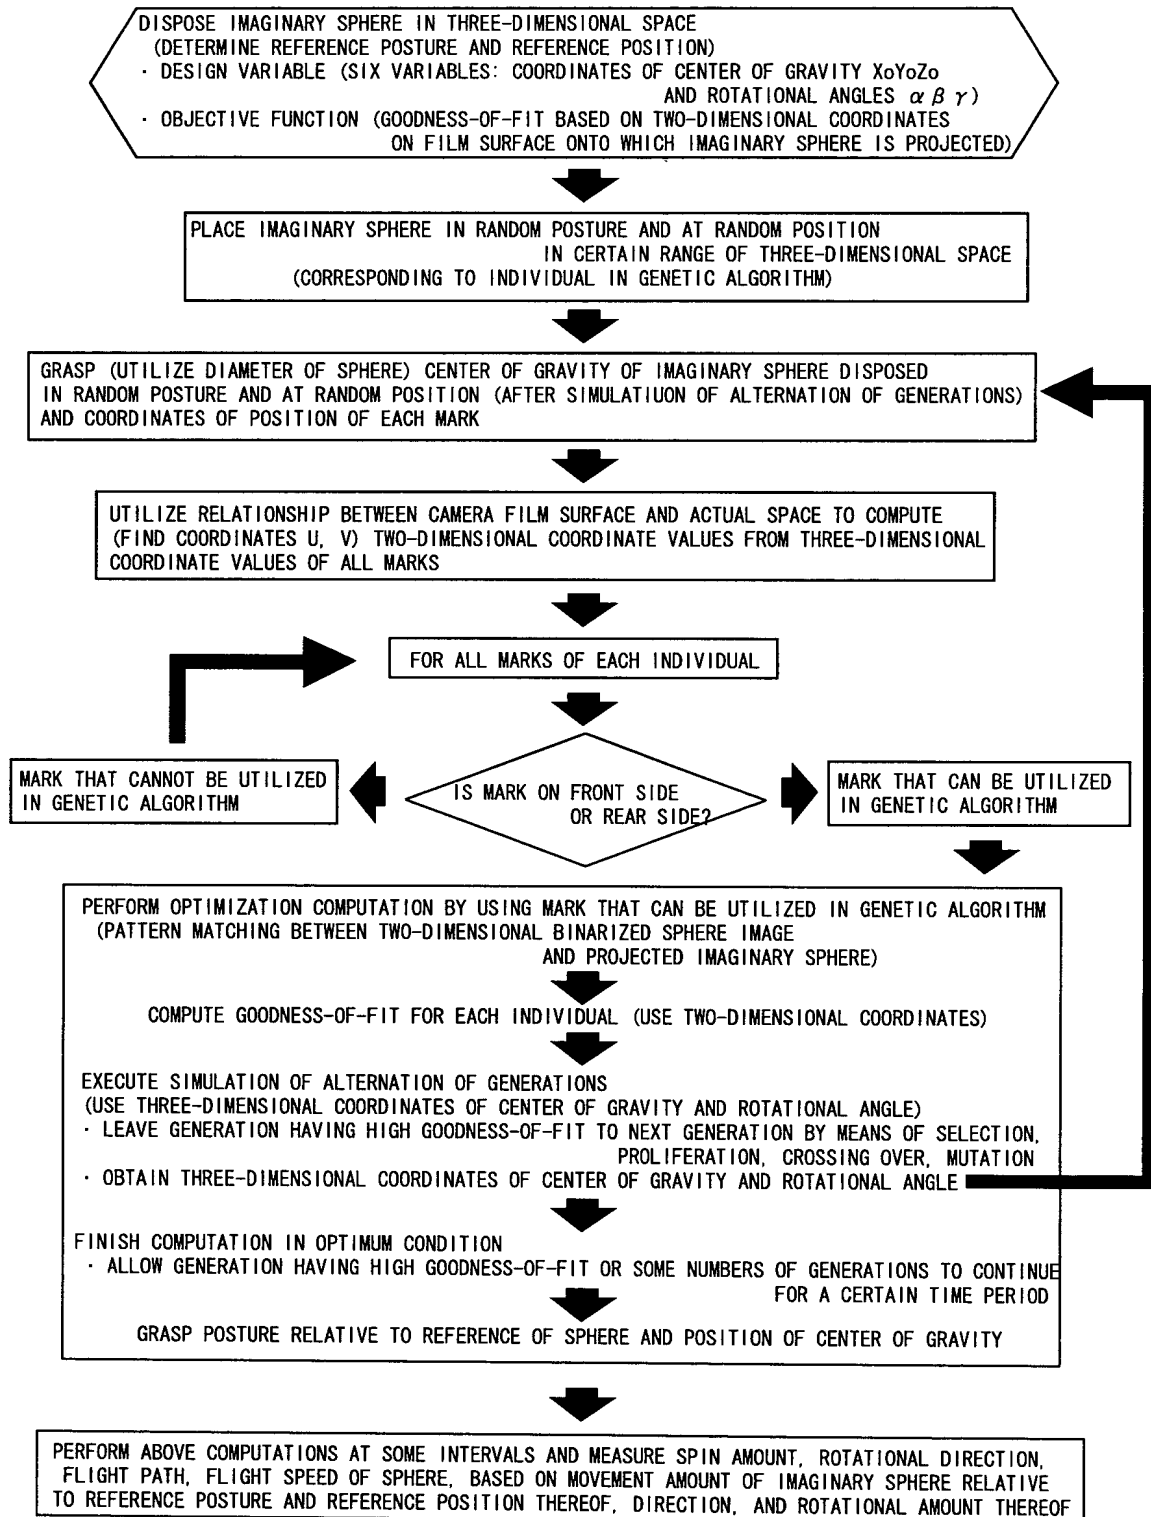 DISPOSE IMAGINARY SPHERE IN THREE-DIMENSIONAL SPACE
(DETERMINE REFERENCE POSTURE AND REFERENCE POSITION)
· DESIGN VARIABLE (SIX VARIABLES: COORDINATES OF CENTER OF GRAVITY XoYoZo
AND ROTATIONAL ANGLES α β γ)
· OBJECTIVE FUNCTION (GOODNESS-OF-FIT BASED ON TWO-DIMENSIONAL COORDINATES
ON FILM SURFACE ONTO WHICH IMAGINARY SPHERE IS PROJECTED)
PLACE IMAGINARY SPHERE IN RANDOM POSTURE AND AT RANDOM POSITION
IN CERTAIN RANGE OF THREE-DIMENSIONAL SPACE
(CORRESPONDING TO INDIVIDUAL IN GENETIC ALGORITHM)
GRASP (UTILIZE DIAMETER OF SPHERE) CENTER OF GRAVITY OF IMAGINARY SPHERE DISPOSED
IN RANDOM POSTURE AND AT RANDOM POSITION (AFTER SIMULATIUON OF ALTERNATION OF GENERATIONS)
AND COORDINATES OF POSITION OF EACH MARK
UTILIZE RELATIONSHIP BETWEEN CAMERA FILM SURFACE AND ACTUAL SPACE TO COMPUTE
(FIND COORDINATES U, V) TWO-DIMENSIONAL COORDINATE VALUES FROM THREE-DIMENSIONAL
COORDINATE VALUES OF ALL MARKS
FOR ALL MARKS OF EACH INDIVIDUAL
MARK THAT CANNOT BE UTILIZED
IN GENETIC ALGORITHM
IS MARK ON FRONT SIDE
OR REAR SIDE?
MARK THAT CAN BE UTILIZED
IN GENETIC ALGORITHM
PERFORM OPTIMIZATION COMPUTATION BY USING MARK THAT CAN BE UTILIZED IN GENETIC ALGORITHM
(PATTERN MATCHING BETWEEN TWO-DIMENSIONAL BINARIZED SPHERE IMAGE
AND PROJECTED IMAGINARY SPHERE)
COMPUTE GOODNESS-OF-FIT FOR EACH INDIVIDUAL (USE TWO-DIMENSIONAL COORDINATES)
EXECUTE SIMULATION OF ALTERNATION OF GENERATIONS
(USE THREE-DIMENSIONAL COORDINATES OF CENTER OF GRAVITY AND ROTATIONAL ANGLE)
· LEAVE GENERATION HAVING HIGH GOODNESS-OF-FIT TO NEXT GENERATION BY MEANS OF SELECTION,
PROLIFERATION, CROSSING OVER, MUTATION
· OBTAIN THREE-DIMENSIONAL COORDINATES OF CENTER OF GRAVITY AND ROTATIONAL ANGLE
FINISH COMPUTATION IN OPTIMUM CONDITION
· ALLOW GENERATION HAVING HIGH GOODNESS-OF-FIT OR SOME NUMBERS OF GENERATIONS TO CONTINUE
FOR A CERTAIN TIME PERIOD
GRASP POSTURE RELATIVE TO REFERENCE OF SPHERE AND POSITION OF CENTER OF GRAVITY
PERFORM ABOVE COMPUTATIONS AT SOME INTERVALS AND MEASURE SPIN AMOUNT, ROTATIONAL DIRECTION,
FLIGHT PATH, FLIGHT SPEED OF SPHERE, BASED ON MOVEMENT AMOUNT OF IMAGINARY SPHERE RELATIVE
TO REFERENCE POSTURE AND REFERENCE POSITION THEREOF, DIRECTION, AND ROTATIONAL AMOUNT THEREOF